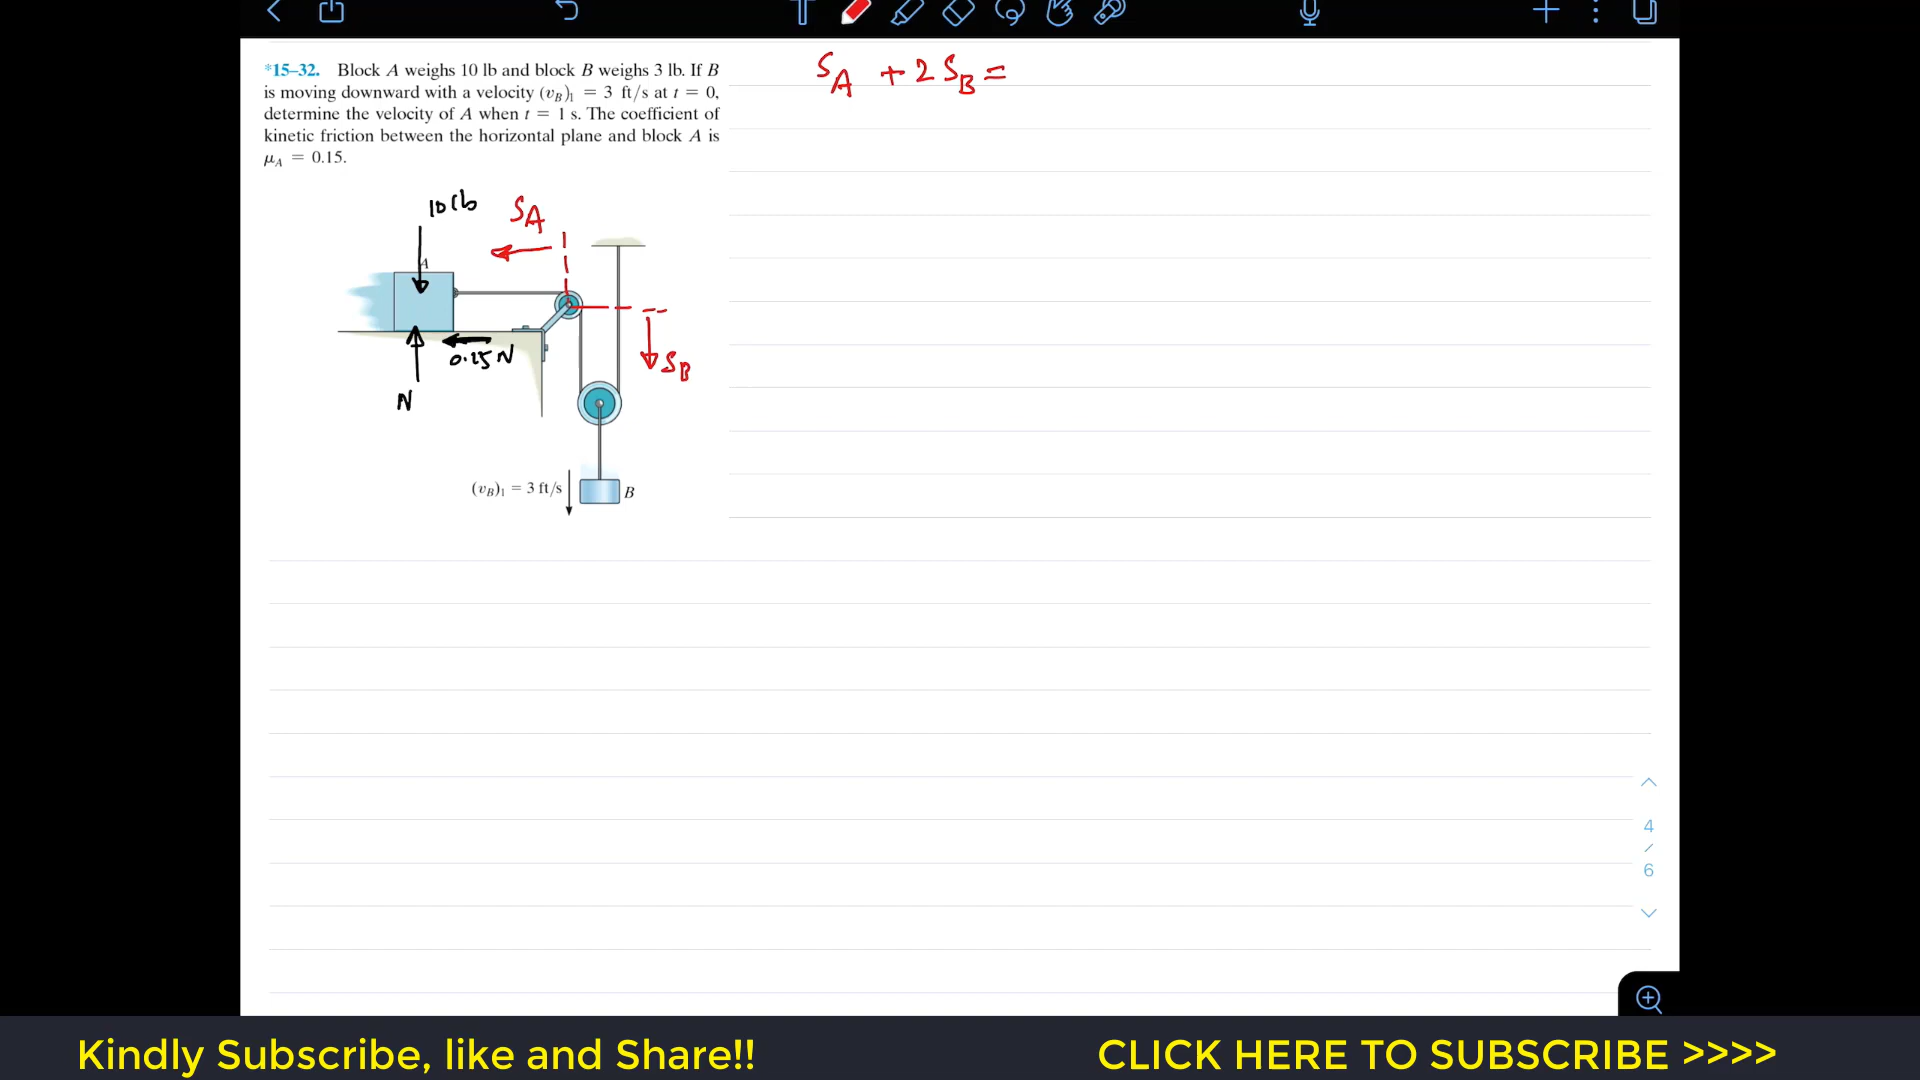 *15–32. Block A weighs 10 lb and block B weighs 3 lb. If B
is moving downward with a velocity (vB)1 = 3 ft/s at t = 0,
determine the velocity of A when t = 1 s. The coefficient of
kinetic friction between the horizontal plane and block A is
μA = 0.15.
SA + 2 SB =
10 lb
SA
A
0.25 N
SB
N
(vB)1 = 3 ft/s
B
4
/
6
Kindly Subscribe, like and Share!!
CLICK HERE TO SUBSCRIBE >>>>